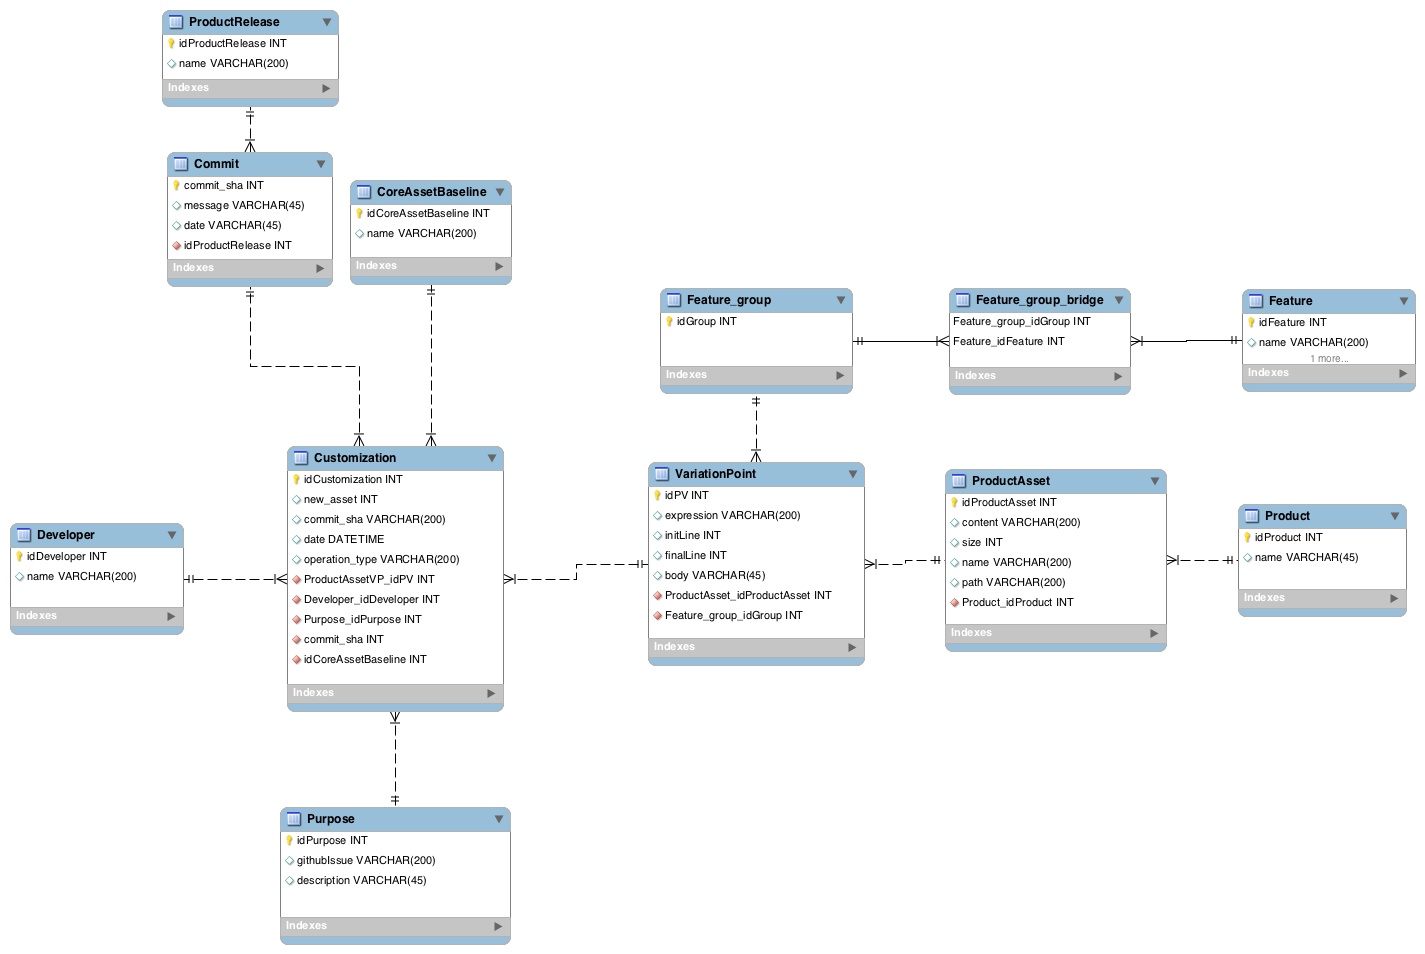 ProductRelease
idProductRelease INT
name VARCHAR(200)
Indexes
Commit
commit_sha INT
message VARCHAR(45)
date VARCHAR(45)
idProductRelease INT
Indexes
CoreAssetBaseline
idCoreAssetBaseline INT
name VARCHAR(200)
Indexes
Feature_group
idGroup INT
Indexes
Feature_group_bridge
Feature_group_idGroup INT
Feature_idFeature INT
Indexes
Feature
idFeature INT
name VARCHAR(200)
1 more...
Indexes
Customization
idCustomization INT
new_asset INT
commit_sha VARCHAR(200)
date DATETIME
operation_type VARCHAR(200)
ProductAssetVP_idPV INT
Developer_idDeveloper INT
Purpose_idPurpose INT
commit_sha INT
idCoreAssetBaseline INT
Indexes
VariationPoint
idPV INT
expression VARCHAR(200)
initLine INT
finalLine INT
body VARCHAR(45)
ProductAsset_idProductAsset INT
Feature_group_idGroup INT
Indexes
ProductAsset
idProductAsset INT
content VARCHAR(200)
size INT
name VARCHAR(200)
path VARCHAR(200)
Product_idProduct INT
Indexes
Product
idProduct INT
name VARCHAR(45)
Indexes
Developer
idDeveloper INT
name VARCHAR(200)
Indexes
Purpose
idPurpose INT
githubIssue VARCHAR(200)
description VARCHAR(45)
Indexes